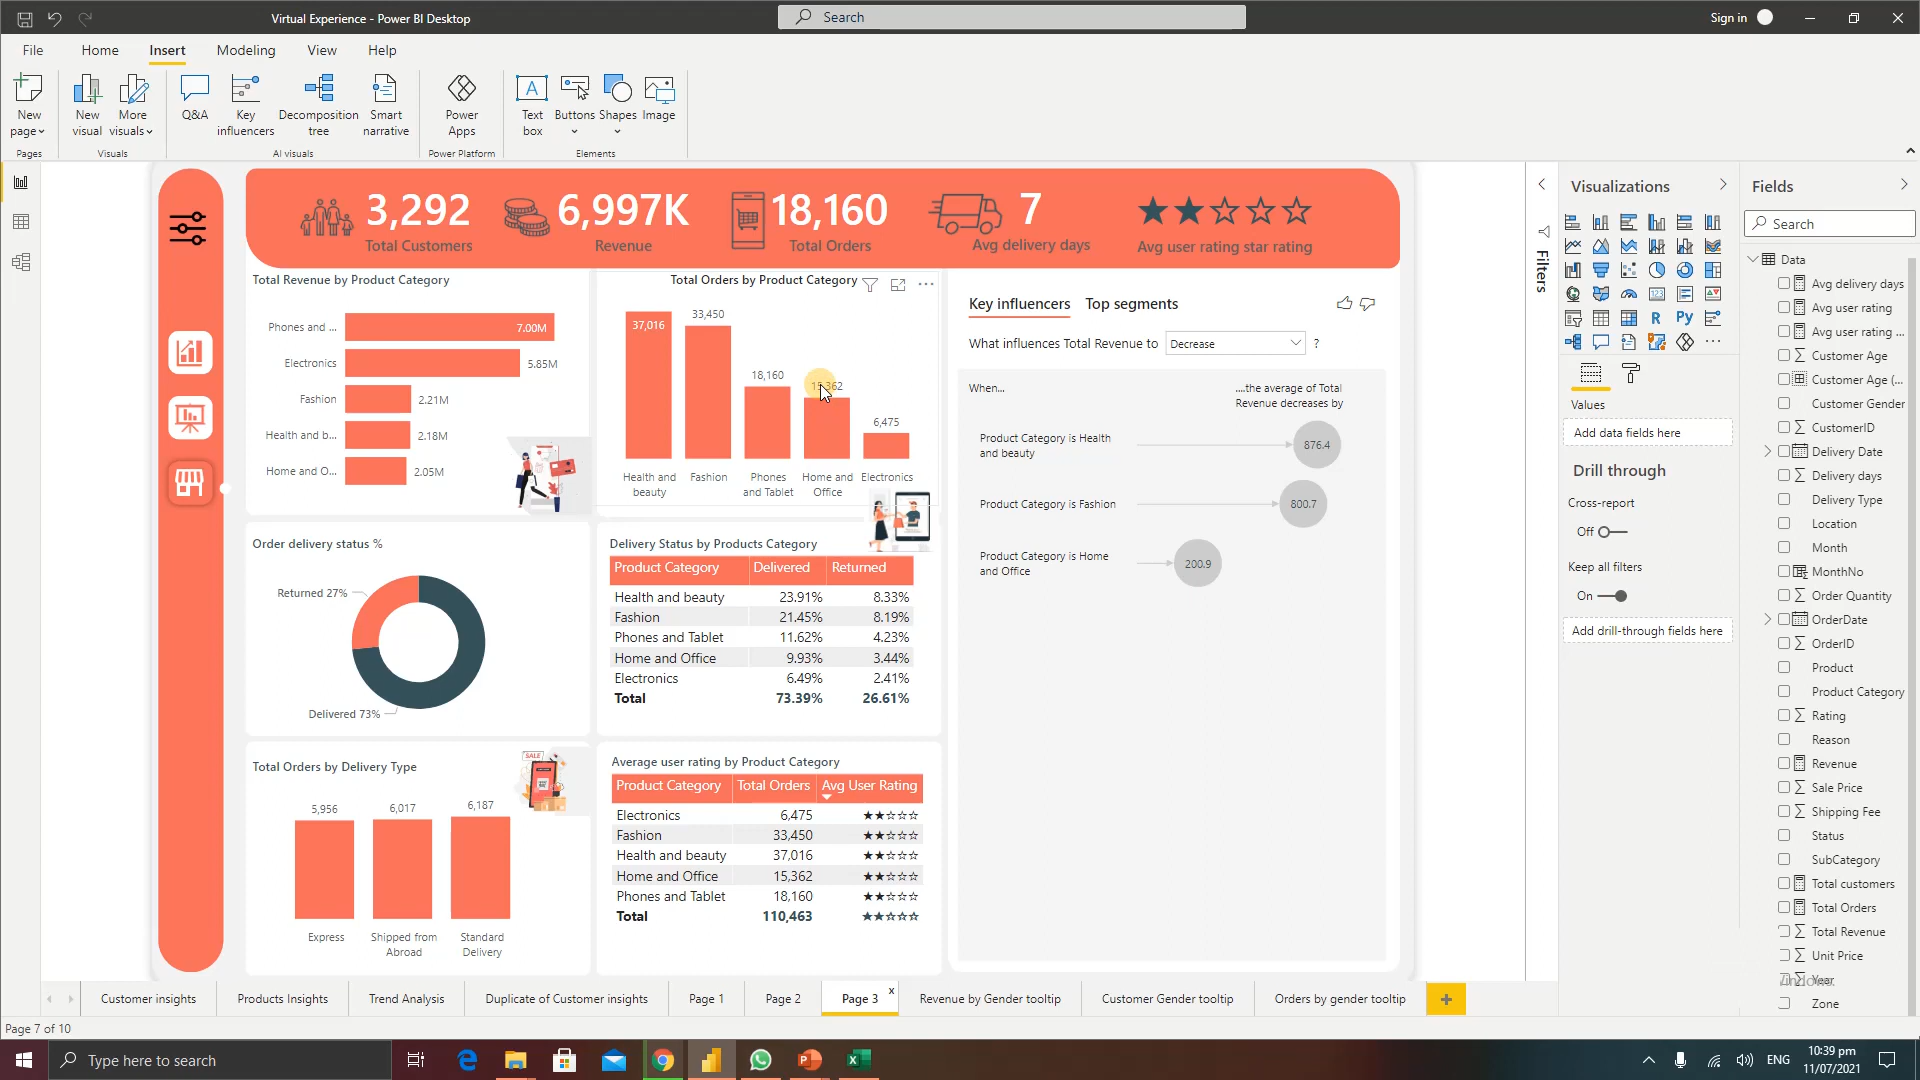 Virtual Experience - Power BI Desktop
Search
Sign in
File
Home
Insert
Modeling
View
Help
New page
New visual
More visuals
Q&A
Key influencers
Decomposition tree
Smart narrative
Power Apps
Text box
Buttons
Shapes
Image
Pages
Visuals
AI visuals
Power Platform
Elements
3,292
Total Customers
6,997K
Revenue
18,160
Total Orders
7
Avg delivery days
Avg user rating star rating
Total Revenue by Product Category
Phones and ...
7.00M
Electronics
5.85M
Fashion
2.21M
Health and b...
2.18M
Home and O...
2.05M
Total Orders by Product Category
37,016
33,450
18,160
15,362
6,475
Health and beauty
Fashion
Phones and Tablet
Home and Office
Electronics
Key influencers
Top segments
What influences Total Revenue to
Decrease
?
When...
....the average of Total
Revenue decreases by
Product Category is Health
and beauty
876.4
Product Category is Fashion
800.7
Product Category is Home
and Office
200.9
Order delivery status %
Returned 27%
Delivered 73%
Delivery Status by Products Category
Product Category Delivered Returned
Health and beauty 23.91% 8.33%
Fashion 21.45% 8.19%
Phones and Tablet 11.62% 4.23%
Home and Office 9.93% 3.44%
Electronics 6.49% 2.41%
Total 73.39% 26.61%
Total Orders by Delivery Type
SALE
5,956
6,017
6,187
Express
Shipped from Abroad
Standard Delivery
Average user rating by Product Category
Product Category Total Orders Avg User Rating
Electronics 6,475 ★★☆☆☆
Fashion 33,450 ★★☆☆☆
Health and beauty 37,016 ★★☆☆☆
Home and Office 15,362 ★★☆☆☆
Phones and Tablet 18,160 ★★☆☆☆
Total 110,463 ★★☆☆☆
Filters
Visualizations
R
Py
Values
Add data fields here
Drill through
Cross-report
Off
Keep all filters
On
Add drill-through fields here
Fields
Search
Data
Avg delivery days
Avg user rating
Avg user rating ...
Customer Age
Customer Age (...
Customer Gender
CustomerID
Delivery Date
Delivery days
Delivery Type
Location
Month
MonthNo
Order Quantity
OrderDate
OrderID
Product
Product Category
Rating
Reason
Revenue
Sale Price
Shipping Fee
Status
SubCategory
Total customers
Total Orders
Total Revenue
Unit Price
Year
Zone
Customer insights
Products Insights
Trend Analysis
Duplicate of Customer insights
Page 1
Page 2
Page 3
x
Revenue by Gender tooltip
Customer Gender tooltip
Orders by gender tooltip
+
Page 7 of 10
Type here to search
ENG
10:39 pm
11/07/2021